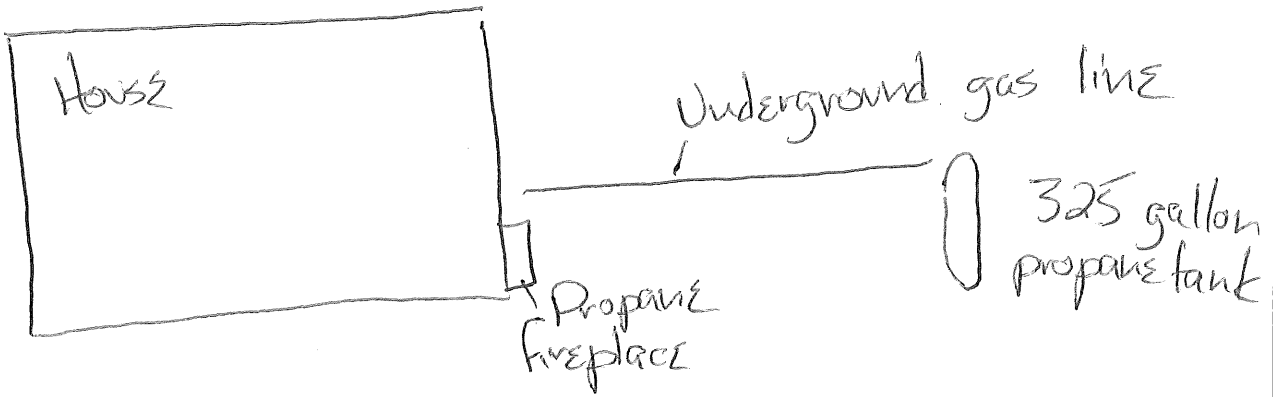 House
Underground gas line
325 gallon
propane tank
Propane
fireplace